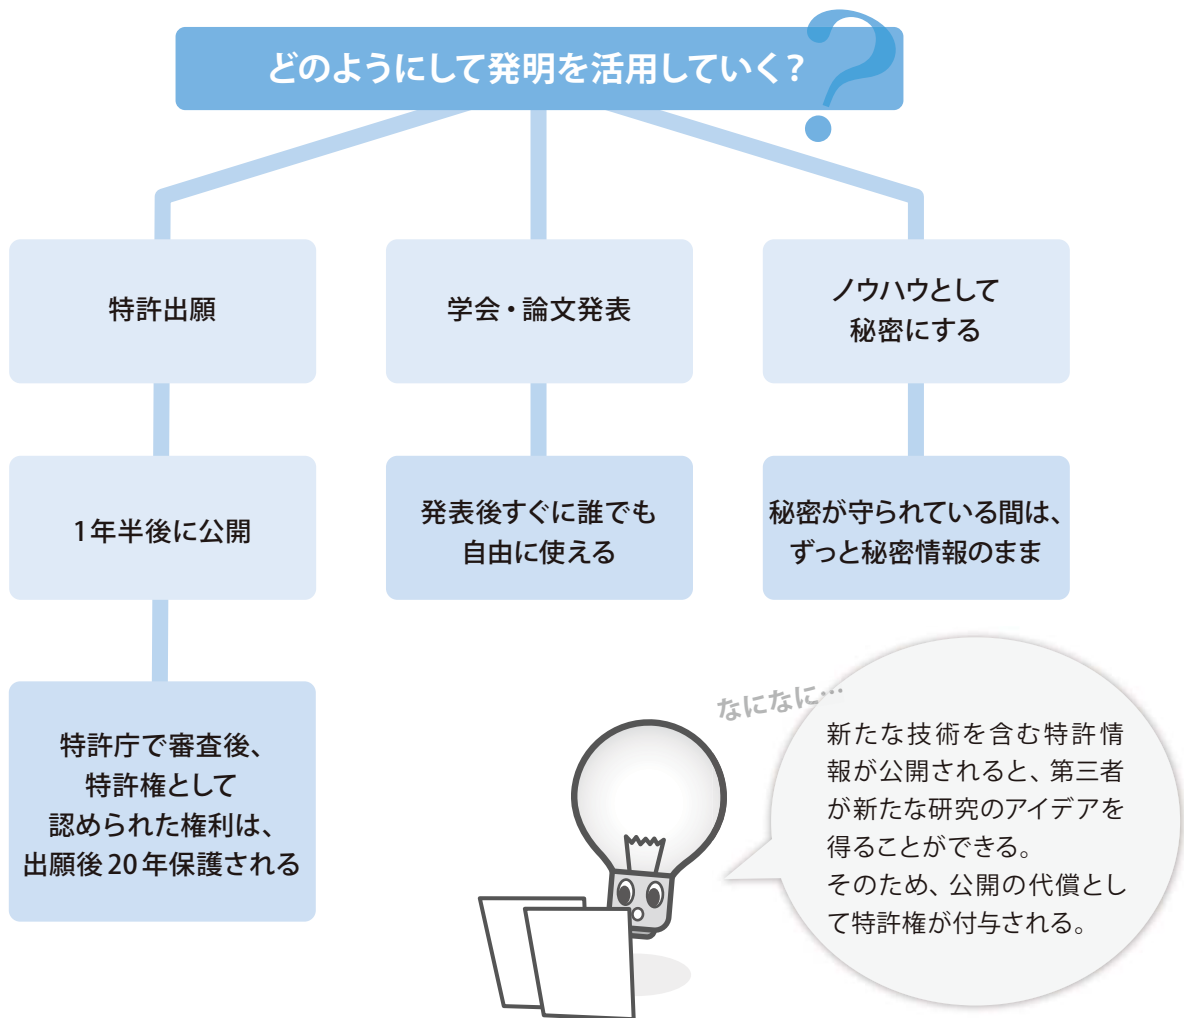 どのようにして発明を活用していく？
?
特許出願
学会・論文発表
ノウハウとして
秘密にする
1年半後に公開
発表後すぐに誰でも
自由に使える
秘密が守られている間は、
ずっと秘密情報のまま
特許庁で審査後、
特許権として
認められた権利は、
出願後20年保護される
なになに…
新たな技術を含む特許情
報が公開されると、第三者
が新たな研究のアイデアを
得ることができる。
そのため、公開の代償とし
て特許権が付与される。